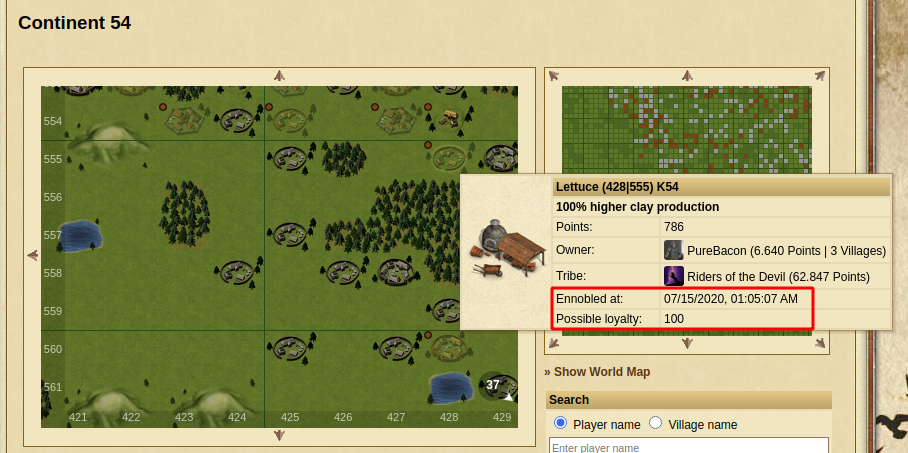 Continent 54
554
555
556
557
558
559
560
561
421 422 423 424 425 426 427 428 429
37
Lettuce (428|555) K54
100% higher clay production
Points: 786
Owner: PureBacon (6.640 Points | 3 Villages)
Tribe: Riders of the Devil (62.847 Points)
Ennobled at: 07/15/2020, 01:05:07 AM
Possible loyalty: 100
» Show World Map
Search
Player name Village name
Enter player name